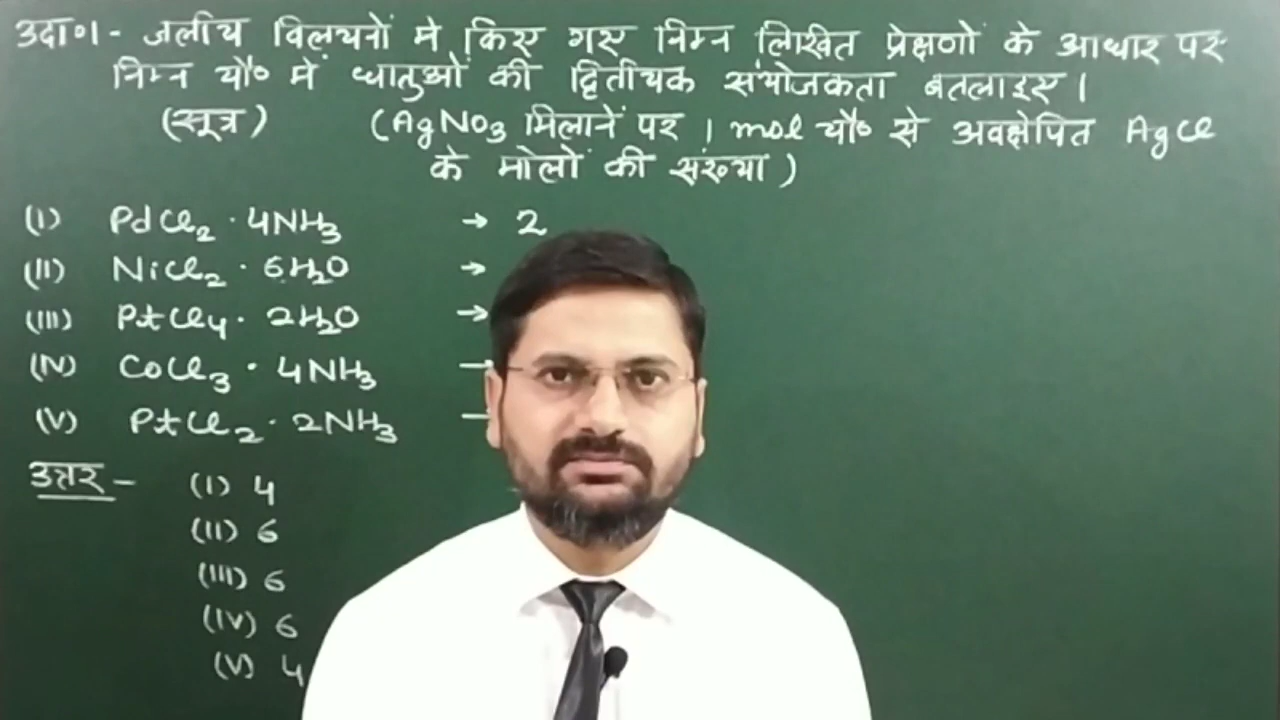 उदा०1- जलीय विलयनों में किए गए निम्न लिखित प्रेक्षणों के आधार पर
निम्न यौ० में धातुओं की द्वितीयक संयोजकता बतलाइए।
(सूत्र) (AgNO3 मिलानें पर 1 mol यौ० से अवक्षेपित AgCl
के मोलों की संख्या)
(I) PdCl2 · 4NH3 → 2
(II) NiCl2 · 6H2O →
(III) PtCl4 · 2H2O →
(IV) CoCl3 · 4NH3 →
(V) PtCl2 · 2NH3 →
उत्तर- (I) 4
(II) 6
(III) 6
(IV) 6
(V) 4